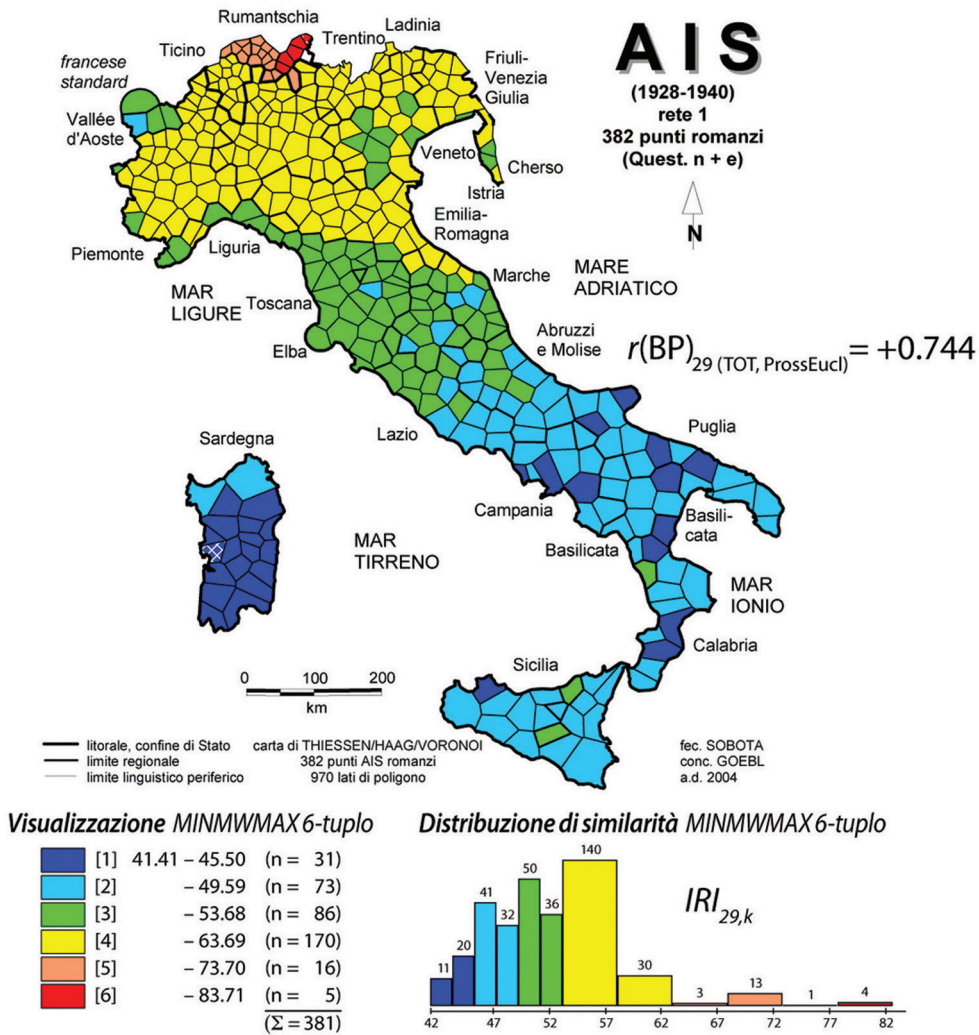 AIS
(1928-1940)
rete 1
382 punti romanzi
(Quest. n + e)
N
Rumantschia
Ladinia
Ticino
Trentino
francese
standard
Friuli-
Venezia
Giulia
Vallée
d'Aoste
Veneto
Cherso
Istria
Emilia-
Romagna
Piemonte
Liguria
Marche
MAR
LIGURE
MARE
ADRIATICO
Toscana
Elba
Abruzzi
e Molise
r(BP)29 (TOT, ProssEucl) = +0.744
Lazio
Puglia
Sardegna
Campania
Basili-
cata
Basilicata
MAR
TIRRENO
MAR
IONIO
Calabria
Sicilia
0 100 200
km
litorale, confine di Stato
limite regionale
limite linguistico periferico
carta di THIESSEN/HAAG/VORONOI
382 punti AIS romanzi
970 lati di poligono
fec. SOBOTA
conc. GOEBL
a.d. 2004
Visualizzazione MINMWMAX 6-tuplo
[1] 41.41 – 45.50 (n = 31)
[2] – 49.59 (n = 73)
[3] – 53.68 (n = 86)
[4] – 63.69 (n = 170)
[5] – 73.70 (n = 16)
[6] – 83.71 (n = 5)
(Σ = 381)
Distribuzione di similarità MINMWMAX 6-tuplo
IRI29,k
11 20 41 32 50 36 140 30 3 13 1 4
42 47 52 57 62 67 72 77 82